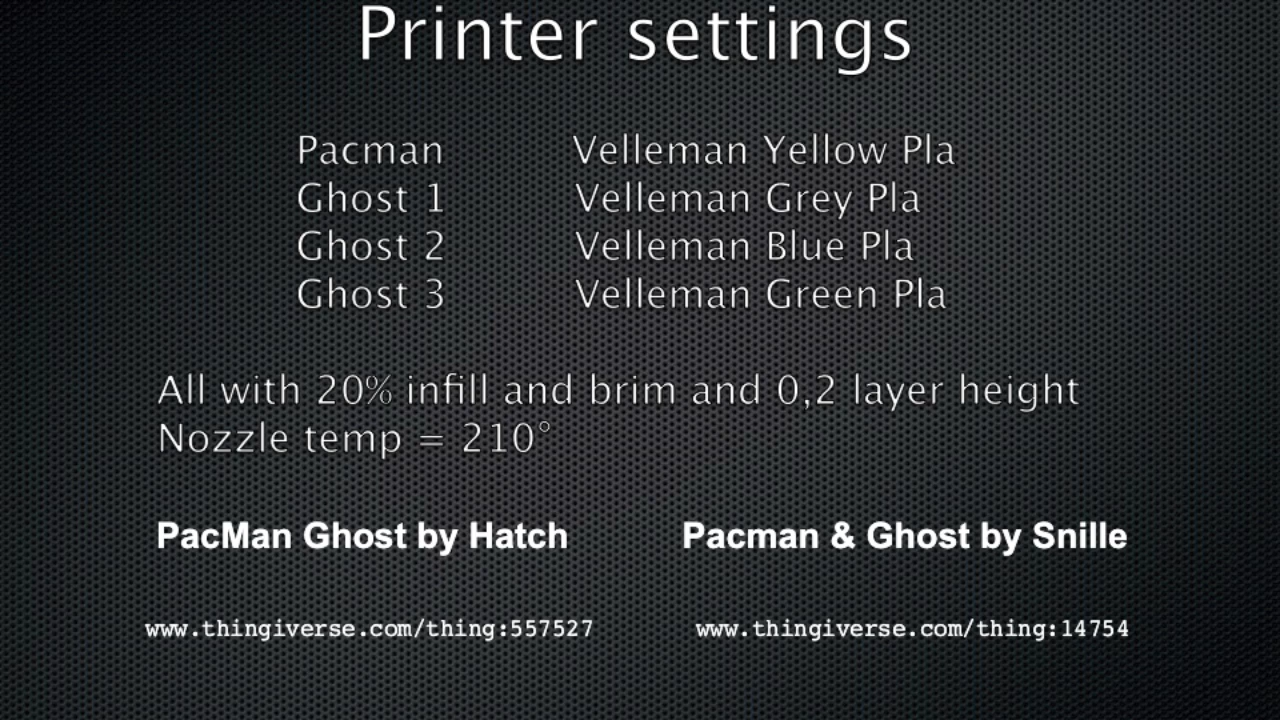 Printer settings
Pacman Velleman Yellow Pla
Ghost 1 Velleman Grey Pla
Ghost 2 Velleman Blue Pla
Ghost 3 Velleman Green Pla
All with 20% infill and brim and 0,2 layer height
Nozzle temp = 210°
PacMan Ghost by Hatch Pacman & Ghost by Snille
www.thingiverse.com/thing:557527 www.thingiverse.com/thing:14754